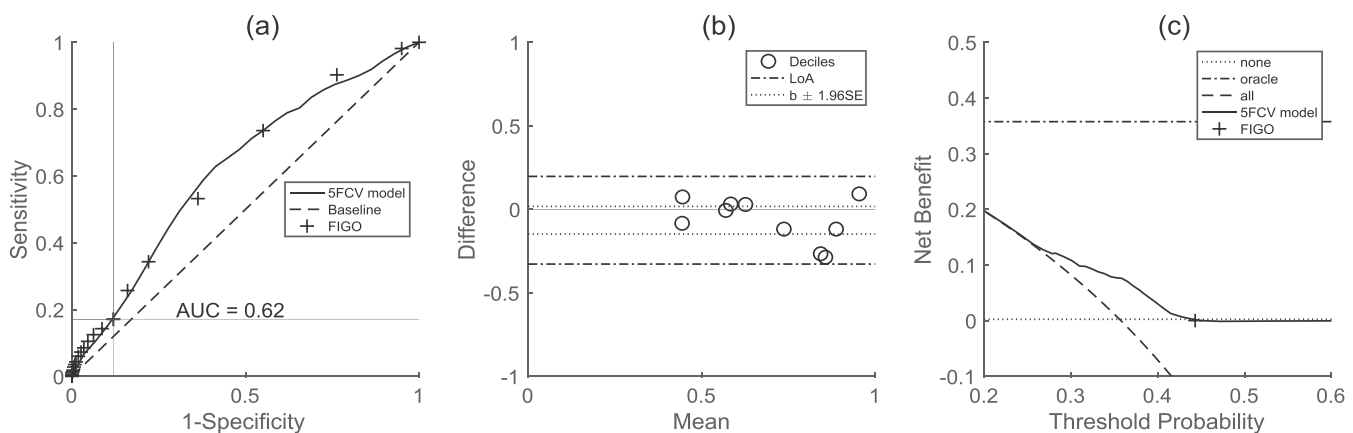 (a)
1
0.8
0.6
0.4
0.2
0
0
0.5
1
Sensitivity
1-Specificity
5FCV model
Baseline
FIGO
AUC = 0.62
(b)
1
0.5
0
-0.5
-1
0
0.5
1
Difference
Mean
Deciles
LoA
b ± 1.96SE
(c)
0.5
0.4
0.3
0.2
0.1
0
-0.1
0.2
0.3
0.4
0.5
0.6
Net Benefit
Threshold Probability
none
oracle
all
5FCV model
FIGO